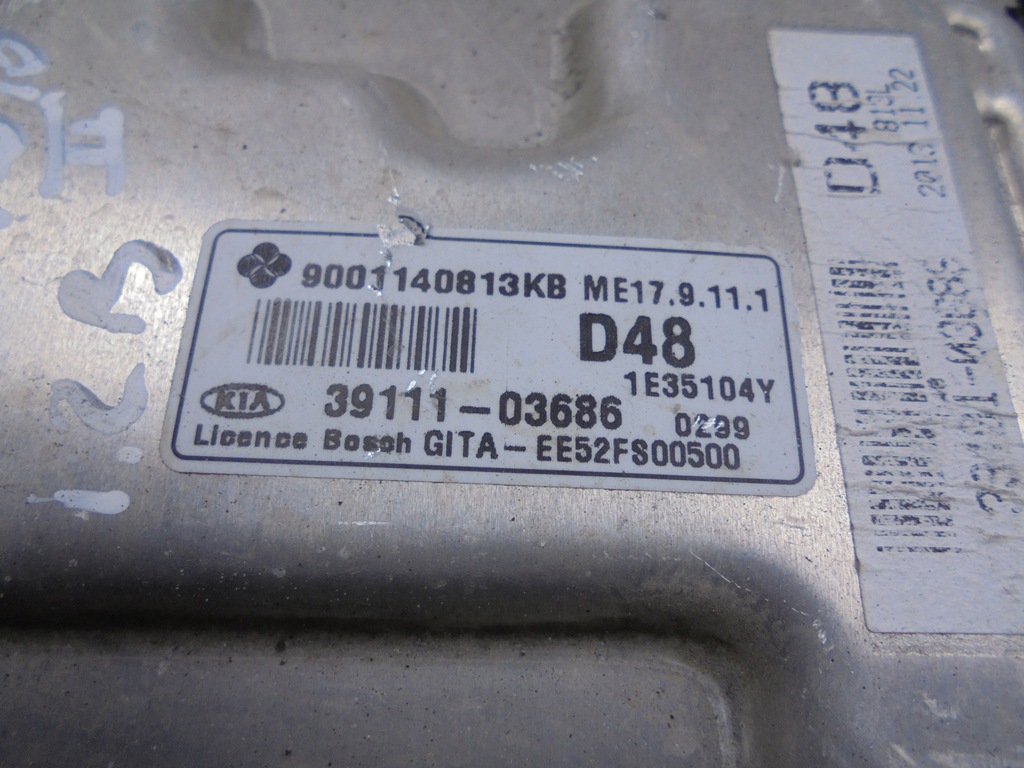 9001140813KB ME17.9.11.1
D48
1E35104Y
KIA 39111-03686 0299
Licence Bosch GITA-EE52FS00500
D48
813L
2013 11 22